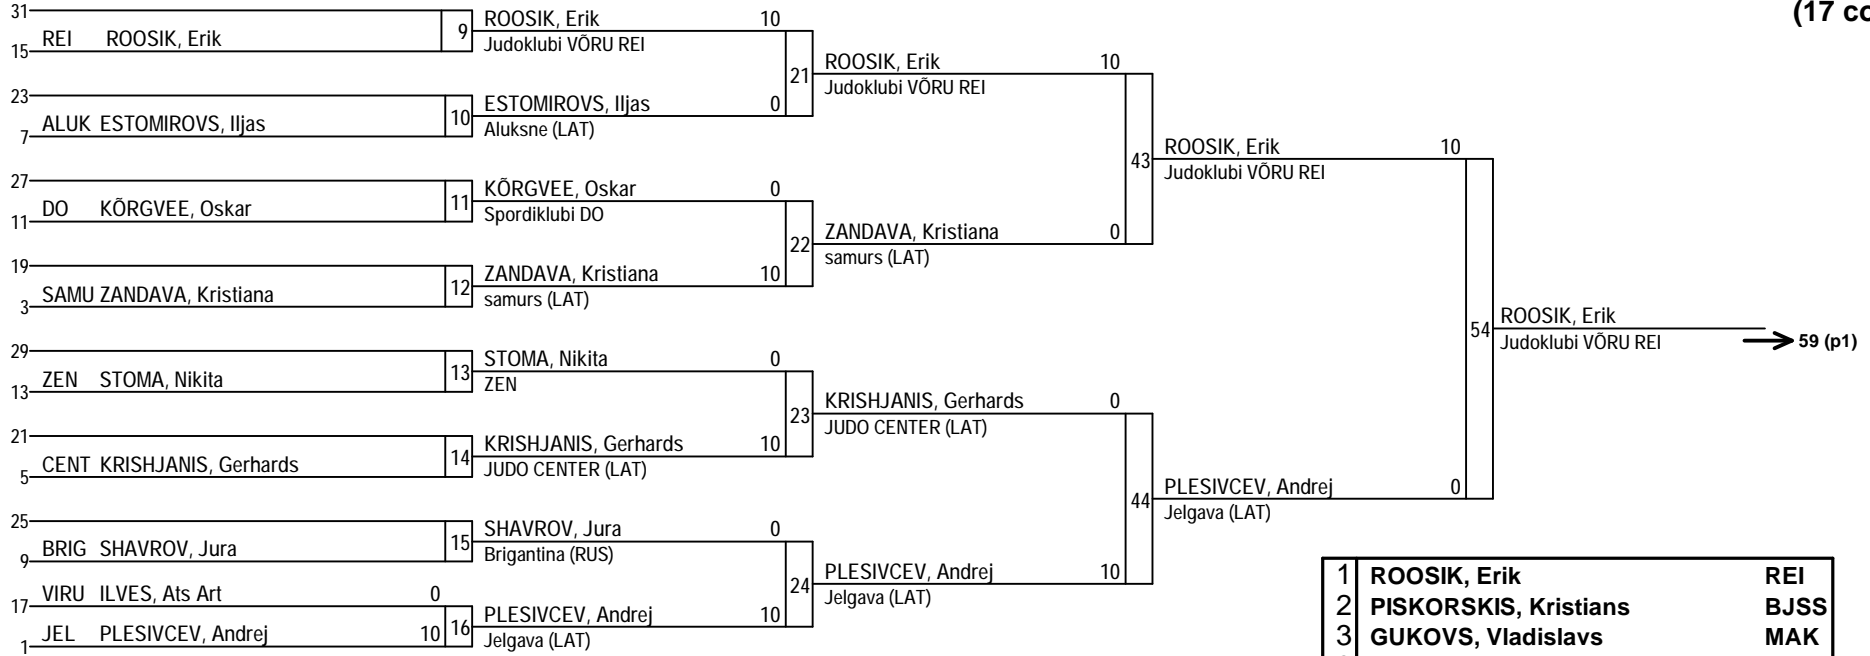 (17 co
31
9 ROOSIK, Erik 10
REI ROOSIK, Erik
Judoklubi VÕRU REI
15
21 ROOSIK, Erik 10
Judoklubi VÕRU REI
23
10 ESTOMIROVS, Iljas 0
ALUK ESTOMIROVS, Iljas
Aluksne (LAT)
7
43 ROOSIK, Erik 10
Judoklubi VÕRU REI
27
11 KÕRGVEE, Oskar 0
DO KÕRGVEE, Oskar
Spordiklubi DO
11
22 ZANDAVA, Kristiana 0
samurs (LAT)
19
12 ZANDAVA, Kristiana 10
SAMU ZANDAVA, Kristiana
samurs (LAT)
3
54 ROOSIK, Erik
Judoklubi VÕRU REI
59 (p1)
29
13 STOMA, Nikita 0
ZEN STOMA, Nikita
ZEN
13
23 KRISHJANIS, Gerhards 0
JUDO CENTER (LAT)
21
14 KRISHJANIS, Gerhards 10
CENT KRISHJANIS, Gerhards
JUDO CENTER (LAT)
5
44 PLESIVCEV, Andrej 0
Jelgava (LAT)
25
15 SHAVROV, Jura 0
BRIG SHAVROV, Jura
Brigantina (RUS)
9
24 PLESIVCEV, Andrej 10
Jelgava (LAT)
VIRU ILVES, Ats Art 0
17
16 PLESIVCEV, Andrej 10
JEL PLESIVCEV, Andrej 10
Jelgava (LAT)
1
1 ROOSIK, Erik REI
2 PISKORSKIS, Kristians BJSS
3 GUKOVS, Vladislavs MAK